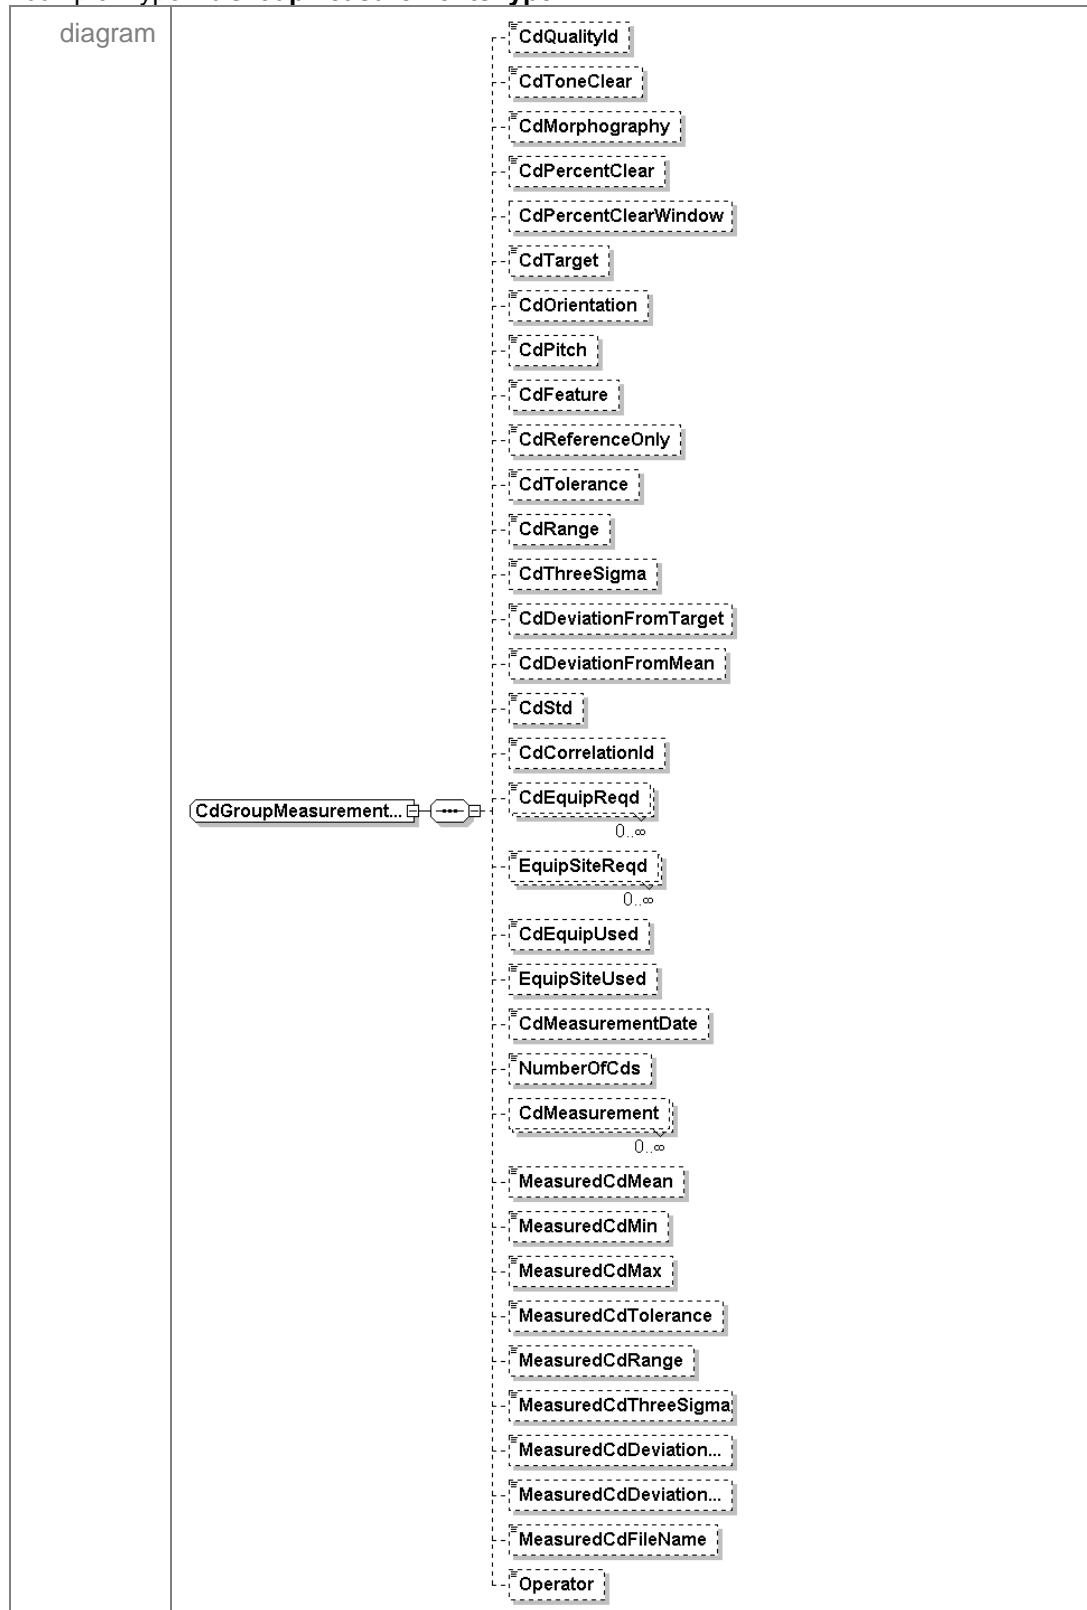 diagram
CdQualityId
CdToneClear
CdMorphography
CdPercentClear
CdPercentClearWindow
CdTarget
CdOrientation
CdPitch
CdFeature
CdReferenceOnly
CdTolerance
CdRange
CdThreeSigma
CdDeviationFromTarget
CdDeviationFromMean
CdStd
CdCorrelationId
CdGroupMeasurement...
CdEquipReqd
0..∞
EquipSiteReqd
0..∞
CdEquipUsed
EquipSiteUsed
CdMeasurementDate
NumberOfCds
CdMeasurement
0..∞
MeasuredCdMean
MeasuredCdMin
MeasuredCdMax
MeasuredCdTolerance
MeasuredCdRange
MeasuredCdThreeSigma
MeasuredCdDeviation...
MeasuredCdDeviation...
MeasuredCdFileName
Operator